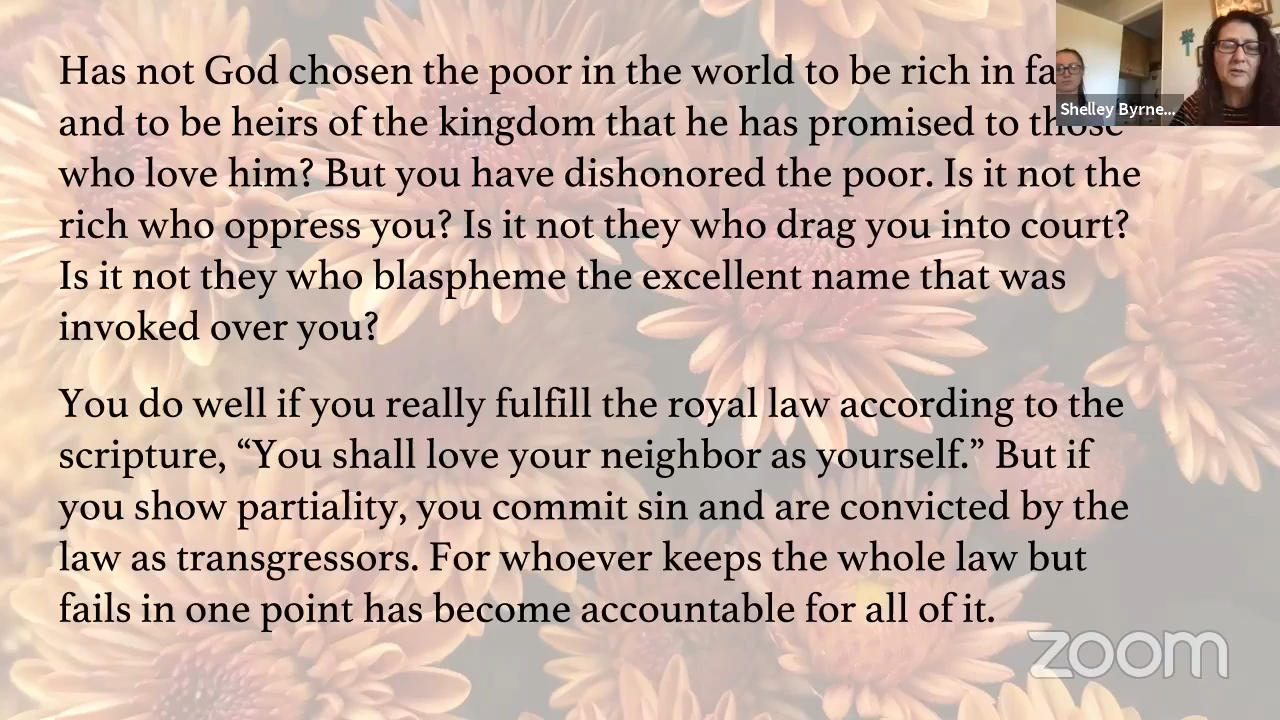 Has not God chosen the poor in the world to be rich in fa
and to be heirs of the kingdom that he has promised to those
who love him? But you have dishonored the poor. Is it not the
rich who oppress you? Is it not they who drag you into court?
Is it not they who blaspheme the excellent name that was
invoked over you?
You do well if you really fulfill the royal law according to the
scripture, “You shall love your neighbor as yourself.” But if
you show partiality, you commit sin and are convicted by the
law as transgressors. For whoever keeps the whole law but
fails in one point has become accountable for all of it.
Shelley Byrne...
zoom